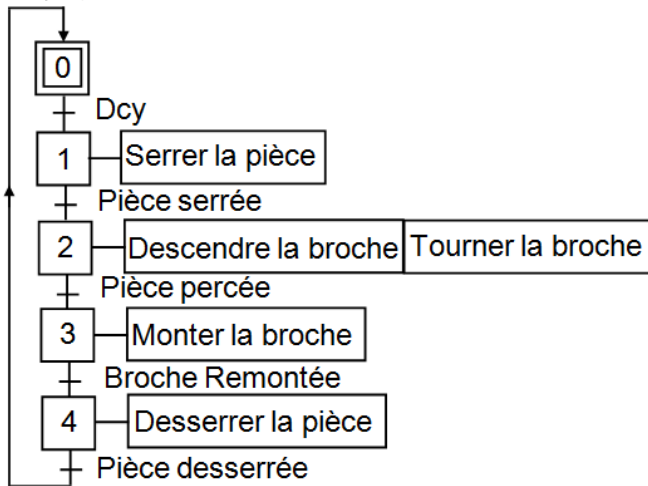 0
Dcy
1 Serrer la pièce
Pièce serrée
2 Descendre la broche Tourner la broche
Pièce percée
3 Monter la broche
Broche Remontée
4 Desserrer la pièce
Pièce desserrée